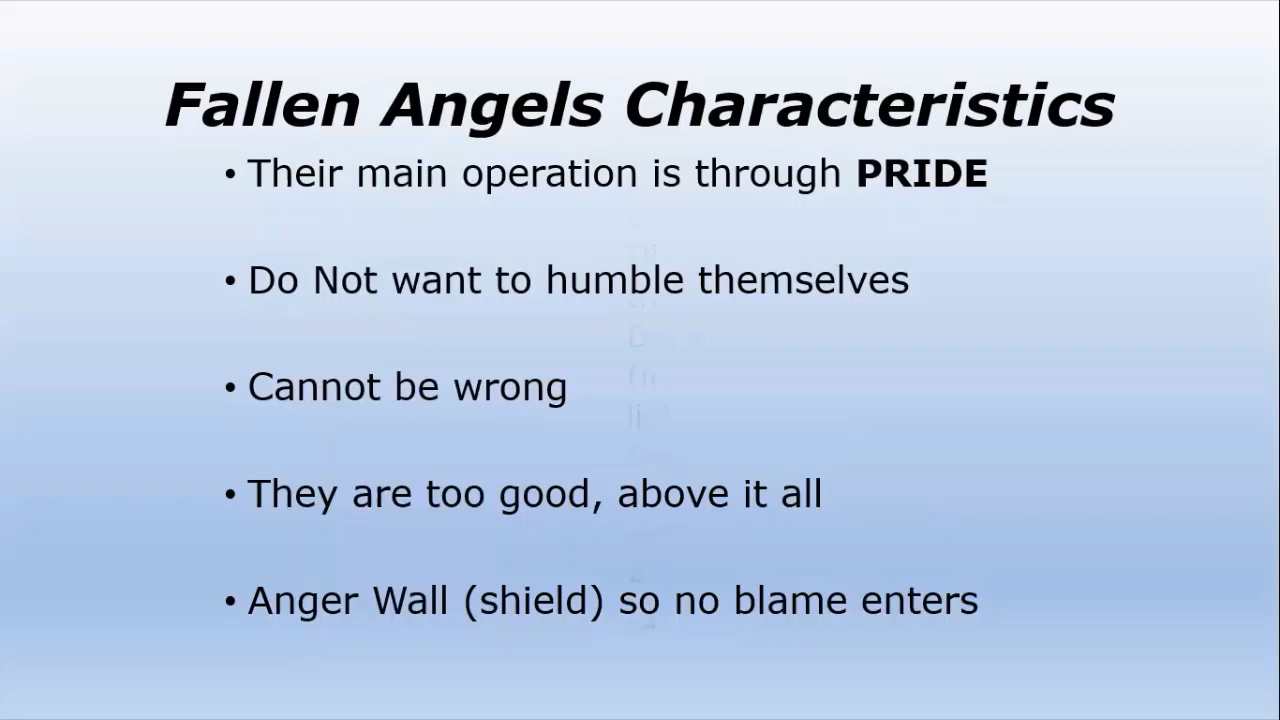 Fallen Angels Characteristics
• Their main operation is through PRIDE
• Do Not want to humble themselves
• Cannot be wrong
• They are too good, above it all
• Anger Wall (shield) so no blame enters